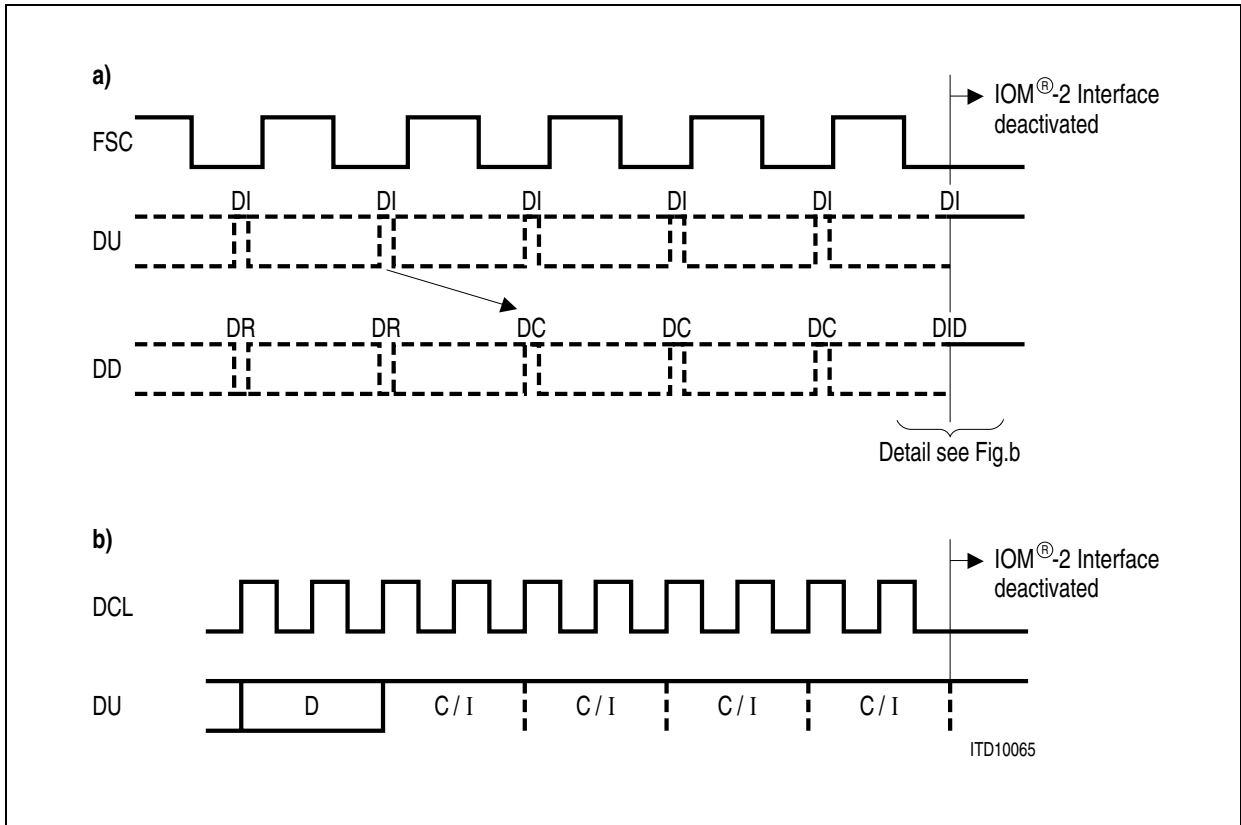 a)
IOM®-2 Interface
deactivated
FSC
DI DI DI DI DI DI
DU
DR DR DC DC DC DID
DD
Detail see Fig.b
b)
IOM®-2 Interface
deactivated
DCL
DU D C / I C / I C / I C / I
ITD10065